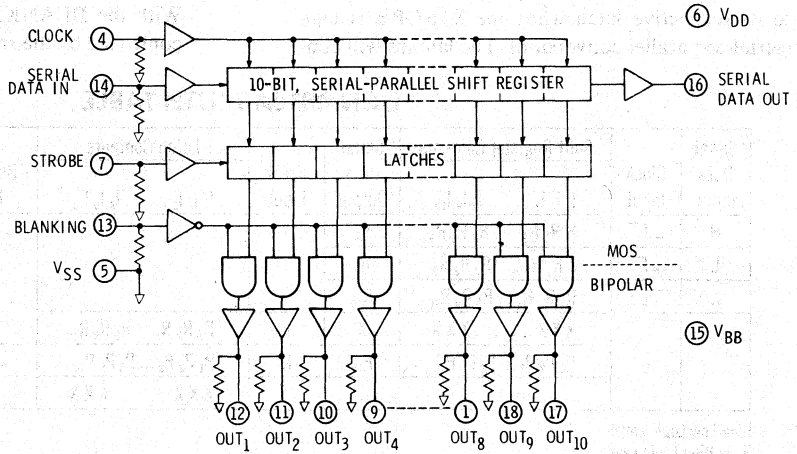 6 VDD
CLOCK 4
SERIAL DATA IN 14
10-BIT, SERIAL-PARALLEL SHIFT REGISTER
16 SERIAL DATA OUT
STROBE 7
LATCHES
BLANKING 13
VSS 5
MOS
BIPOLAR
15 VBB
12 11 10 9 1 18 17
OUT1 OUT2 OUT3 OUT4 OUT8 OUT9 OUT10